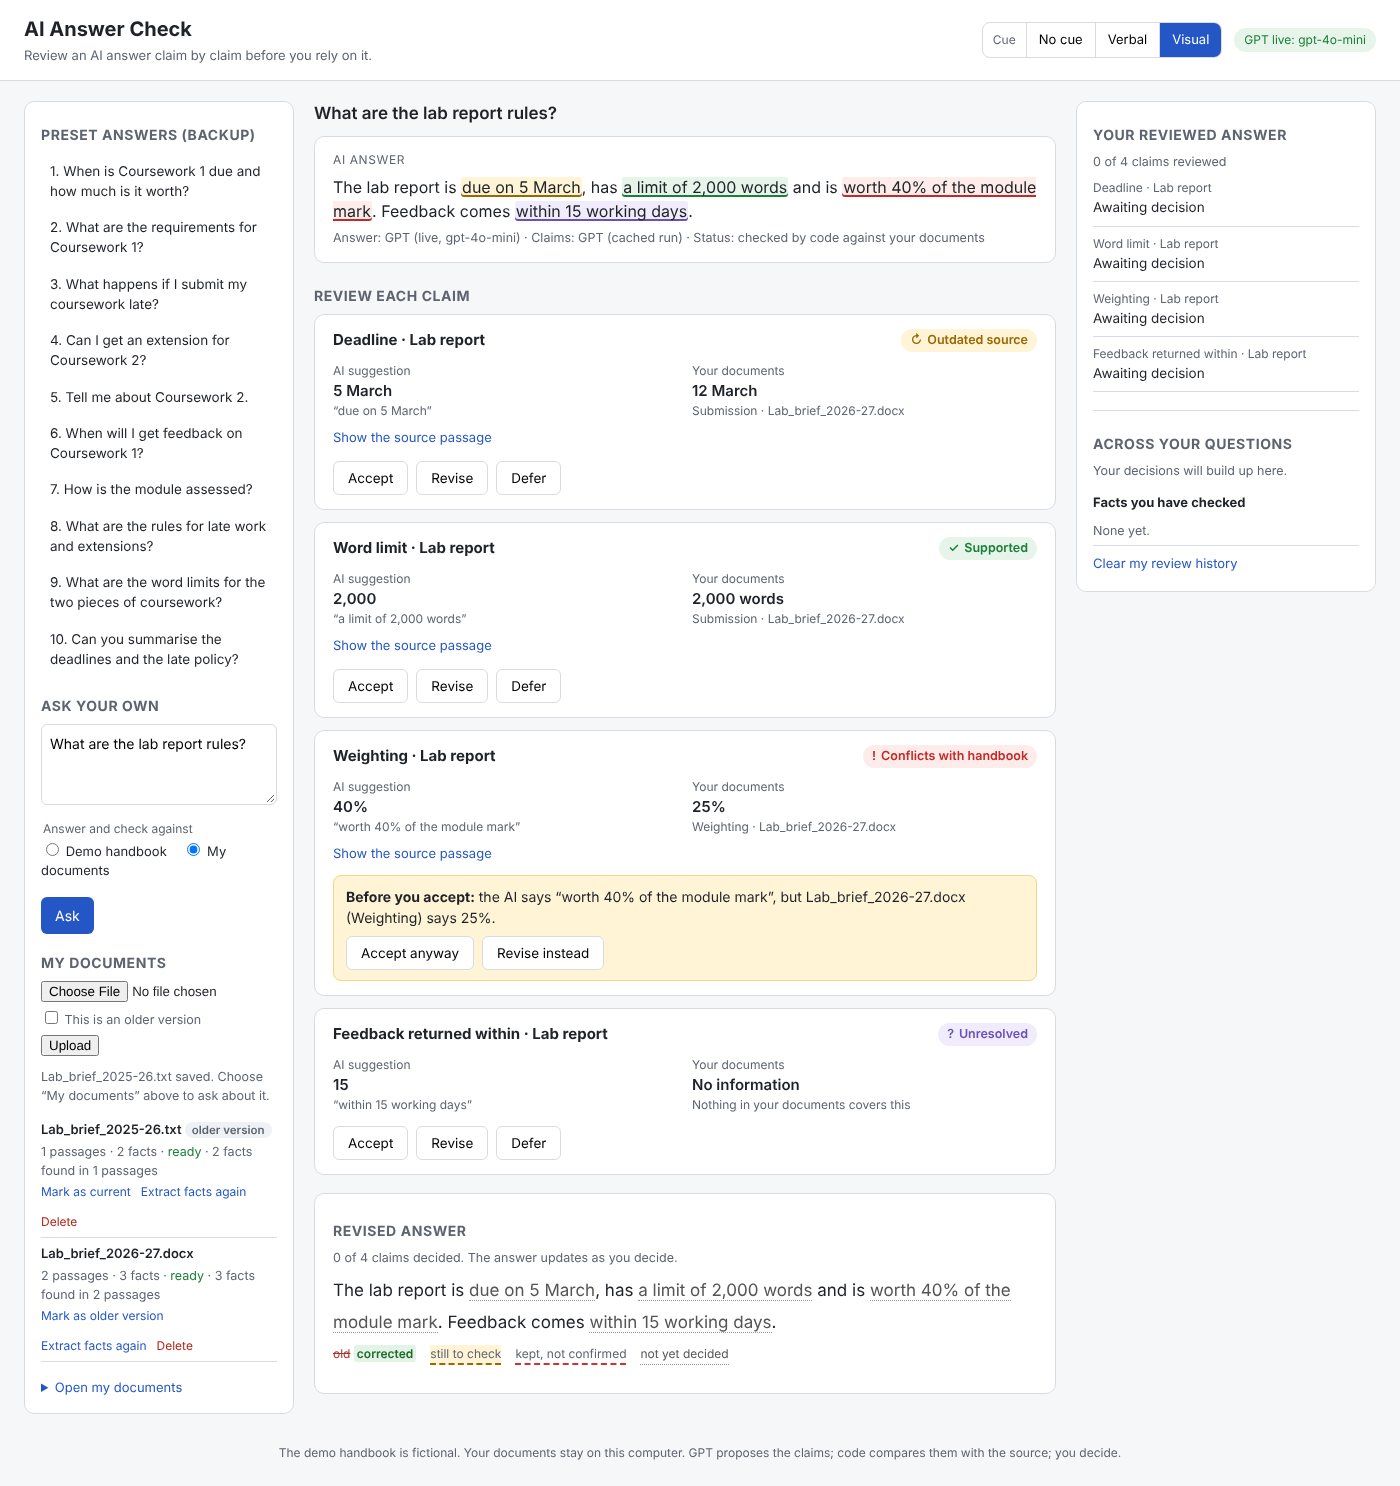 AI Answer Check
Review an AI answer claim by claim before you rely on it.
Cue No cue Verbal Visual GPT live: gpt-4o-mini
PRESET ANSWERS (BACKUP)
1. When is Coursework 1 due and
how much is it worth?
2. What are the requirements for
Coursework 1?
3. What happens if I submit my
coursework late?
4. Can I get an extension for
Coursework 2?
5. Tell me about Coursework 2.
6. When will I get feedback on
Coursework 1?
7. How is the module assessed?
8. What are the rules for late work
and extensions?
9. What are the word limits for the
two pieces of coursework?
10. Can you summarise the
deadlines and the late policy?
ASK YOUR OWN
What are the lab report rules?
Answer and check against
Demo handbook My
documents
Ask
MY DOCUMENTS
Choose File No file chosen
This is an older version
Upload
Lab_brief_2025-26.txt saved. Choose
“My documents” above to ask about it.
Lab_brief_2025-26.txt older version
1 passages · 2 facts · ready · 2 facts
found in 1 passages
Mark as current Extract facts again
Delete
Lab_brief_2026-27.docx
2 passages · 3 facts · ready · 3 facts
found in 2 passages
Mark as older version
Extract facts again Delete
▶ Open my documents
What are the lab report rules?
AI ANSWER
The lab report is due on 5 March, has a limit of 2,000 words and is worth 40% of the module
mark. Feedback comes within 15 working days.
Answer: GPT (live, gpt-4o-mini) · Claims: GPT (cached run) · Status: checked by code against your documents
REVIEW EACH CLAIM
Deadline · Lab report
↻ Outdated source
AI suggestion
5 March
“due on 5 March”
Your documents
12 March
Submission · Lab_brief_2026-27.docx
Show the source passage
Accept Revise Defer
Word limit · Lab report
✓ Supported
AI suggestion
2,000
“a limit of 2,000 words”
Your documents
2,000 words
Submission · Lab_brief_2026-27.docx
Show the source passage
Accept Revise Defer
Weighting · Lab report
! Conflicts with handbook
AI suggestion
40%
“worth 40% of the module mark”
Your documents
25%
Weighting · Lab_brief_2026-27.docx
Show the source passage
Before you accept: the AI says “worth 40% of the module mark”, but Lab_brief_2026-27.docx
(Weighting) says 25%.
Accept anyway Revise instead
Feedback returned within · Lab report
? Unresolved
AI suggestion
15
“within 15 working days”
Your documents
No information
Nothing in your documents covers this
Accept Revise Defer
REVISED ANSWER
0 of 4 claims decided. The answer updates as you decide.
The lab report is due on 5 March, has a limit of 2,000 words and is worth 40% of the
module mark. Feedback comes within 15 working days.
old corrected still to check kept, not confirmed not yet decided
YOUR REVIEWED ANSWER
0 of 4 claims reviewed
Deadline · Lab report
Awaiting decision
Word limit · Lab report
Awaiting decision
Weighting · Lab report
Awaiting decision
Feedback returned within · Lab report
Awaiting decision
ACROSS YOUR QUESTIONS
Your decisions will build up here.
Facts you have checked
None yet.
Clear my review history
The demo handbook is fictional. Your documents stay on this computer. GPT proposes the claims; code compares them with the source; you decide.